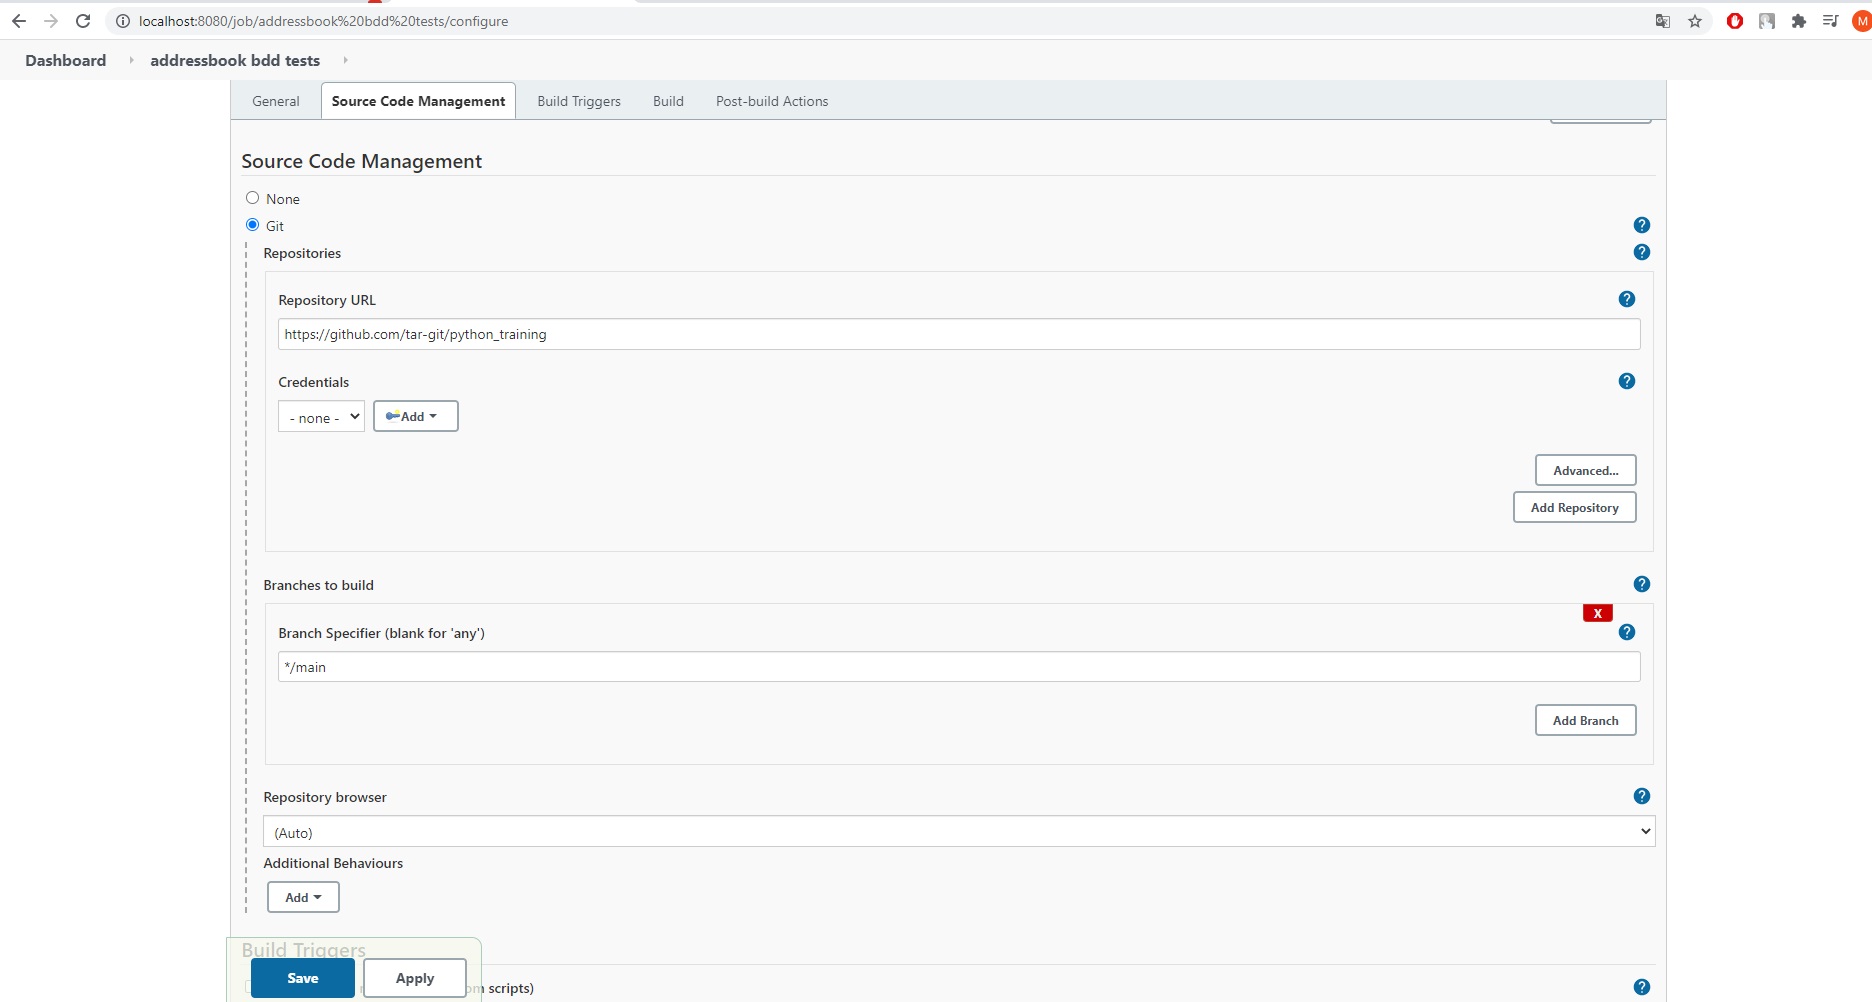 localhost:8080/job/addressbook%20bdd%20tests/configure
M
Dashboard addressbook bdd tests
General Source Code Management Build Triggers Build Post-build Actions
Source Code Management
None
Git
?
Repositories
?
Repository URL
?
https://github.com/tar-git/python_training
Credentials
?
- none - Add
Advanced...
Add Repository
Branches to build
?
X
Branch Specifier (blank for 'any')
?
*/main
Add Branch
Repository browser
?
(Auto)
Additional Behaviours
Add
Build Triggers
Save Apply
scripts)
?